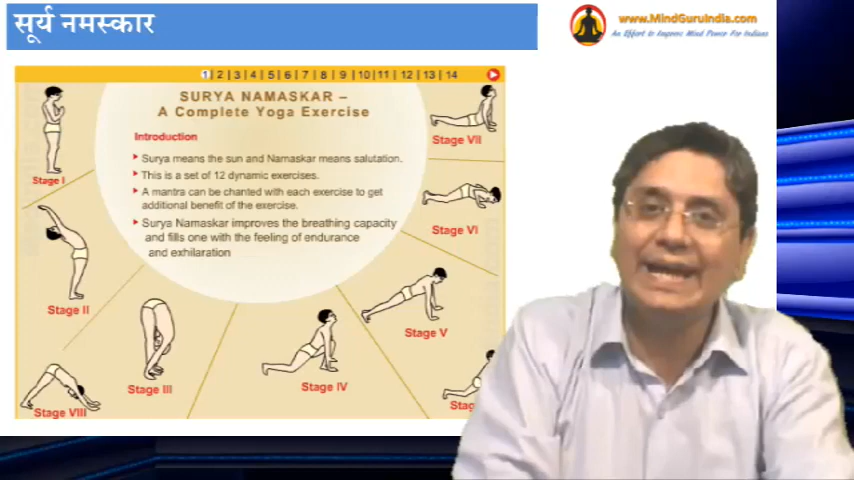 सूर्य नमस्कार
www.MindGuruIndia.com
An Effort to Improve Mind Power For Indians
1 | 2 | 3 | 4 | 5 | 6 | 7 | 8 | 9 | 10 | 11 | 12 | 13 | 14
SURYA NAMASKAR –
A Complete Yoga Exercise
Introduction
Surya means the sun and Namaskar means salutation.
This is a set of 12 dynamic exercises.
A mantra can be chanted with each exercise to get
additional benefit of the exercise.
Surya Namaskar improves the breathing capacity
and fills one with the feeling of endurance
and exhilaration
Stage I
Stage II
Stage III
Stage IV
Stage V
Stage VI
Stage VII
Stage VIII